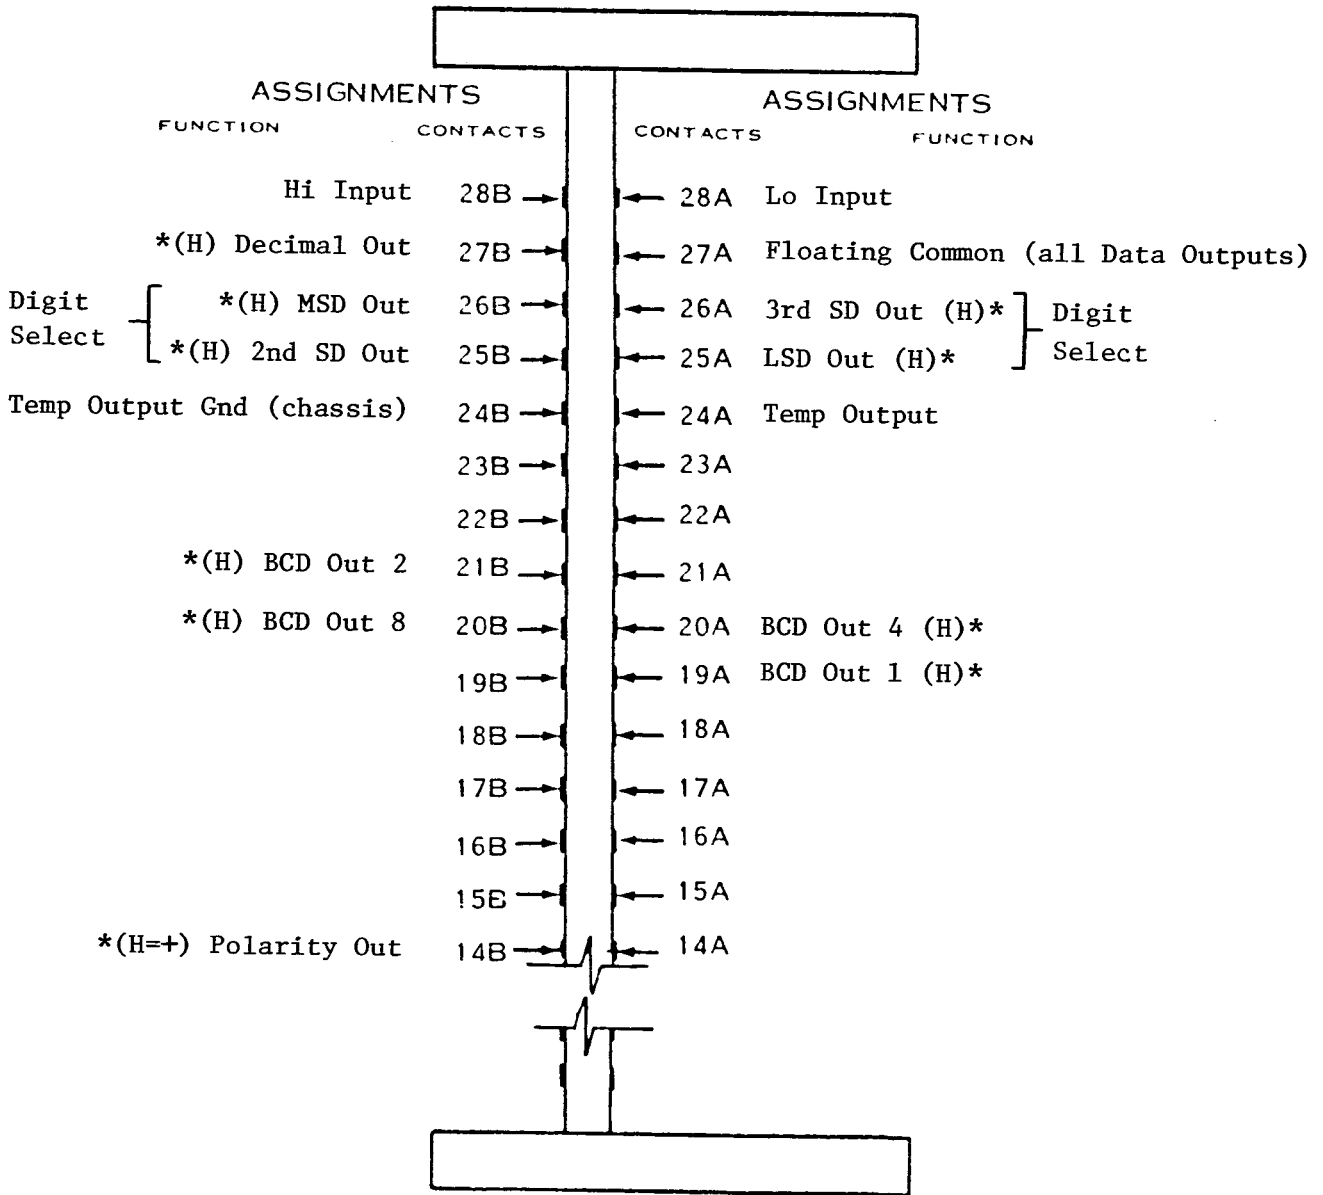 ASSIGNMENTS ASSIGNMENTS
FUNCTION CONTACTS CONTACTS FUNCTION
Hi Input 28B 28A Lo Input
*(H) Decimal Out 27B 27A Floating Common (all Data Outputs)
Digit Select *(H) MSD Out 26B 26A 3rd SD Out (H)* Digit Select
*(H) 2nd SD Out 25B 25A LSD Out (H)*
Temp Output Gnd (chassis) 24B 24A Temp Output
23B 23A
22B 22A
*(H) BCD Out 2 21B 21A
*(H) BCD Out 8 20B 20A BCD Out 4 (H)*
19B 19A BCD Out 1 (H)*
18B 18A
17B 17A
16B 16A
15B 15A
*(H=+) Polarity Out 14B 14A